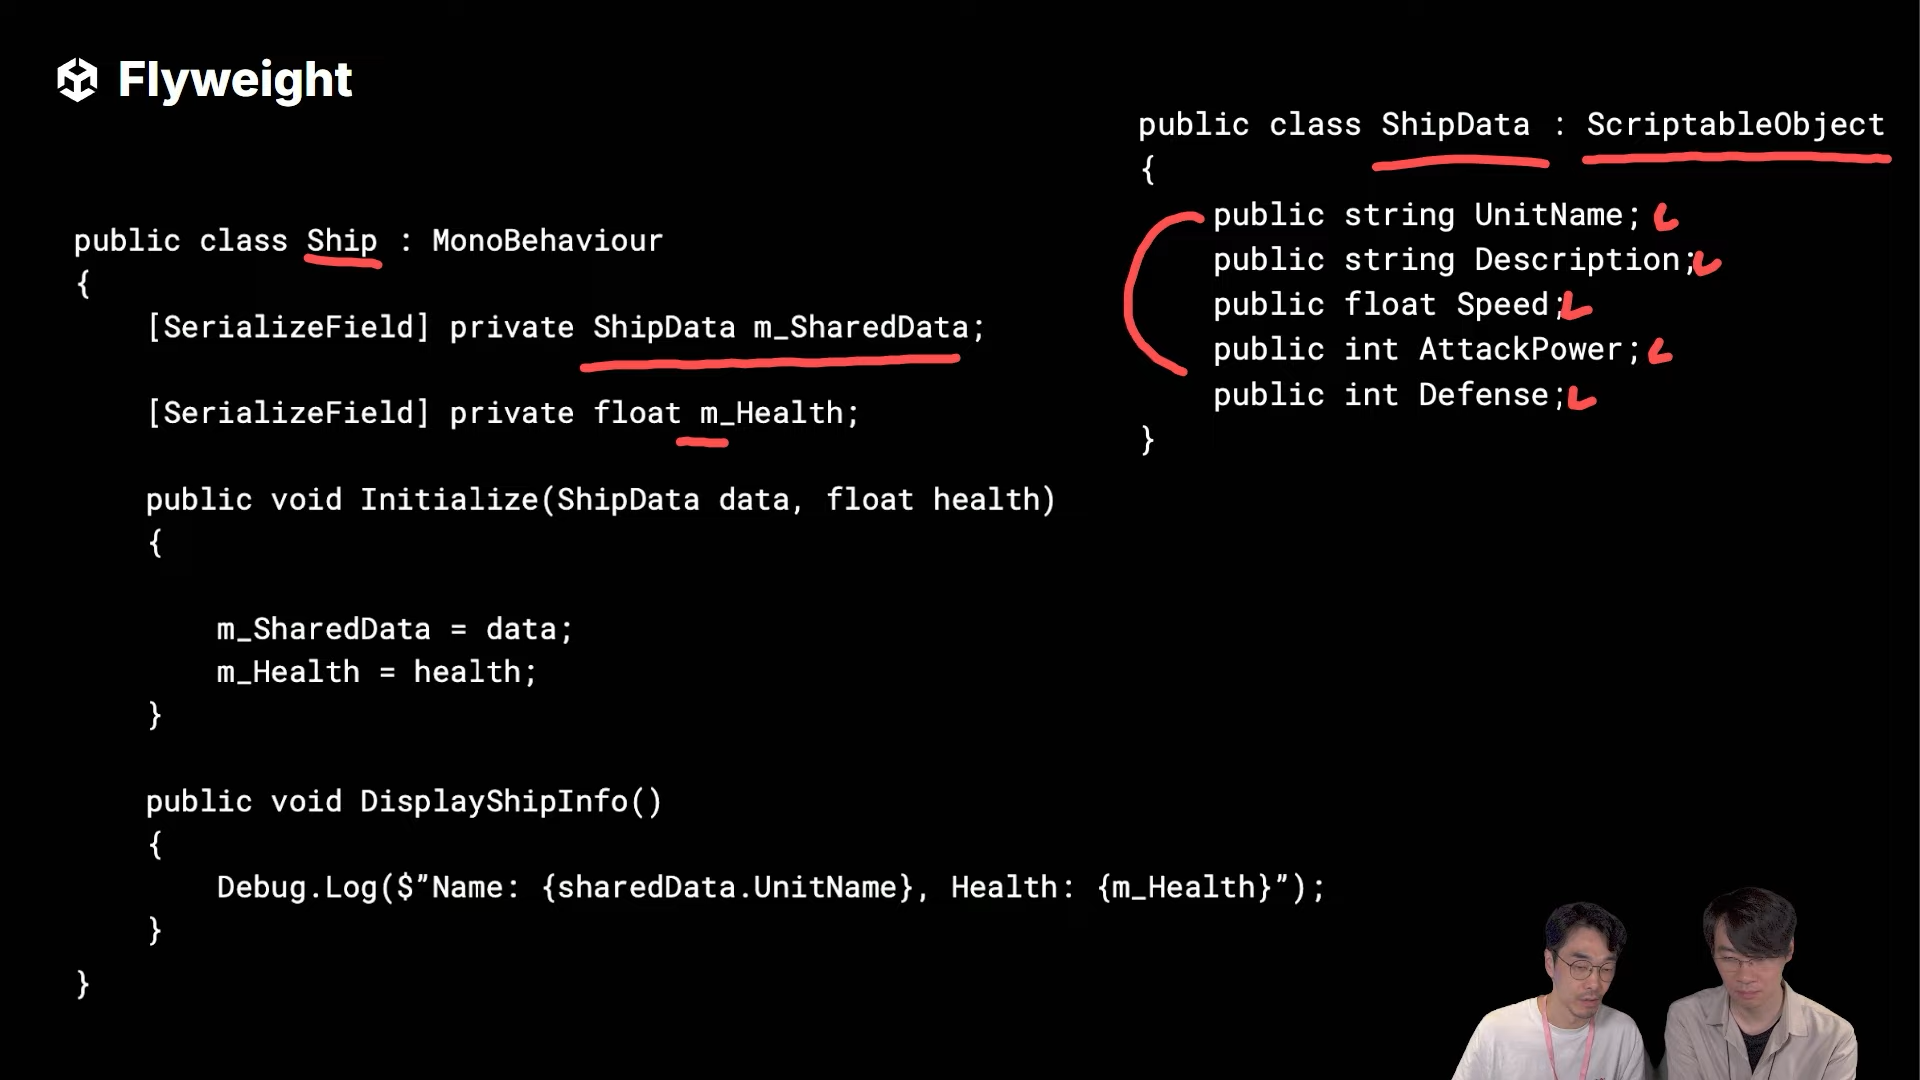 Flyweight
public class Ship : MonoBehaviour
{
[SerializeField] private ShipData m_SharedData;
[SerializeField] private float m_Health;
public void Initialize(ShipData data, float health)
{
m_SharedData = data;
m_Health = health;
}
public void DisplayShipInfo()
{
Debug.Log($”Name: {sharedData.UnitName}, Health: {m_Health}”);
}
}
public class ShipData : ScriptableObject
{
public string UnitName;
public string Description;
public float Speed;
public int AttackPower;
public int Defense;
}